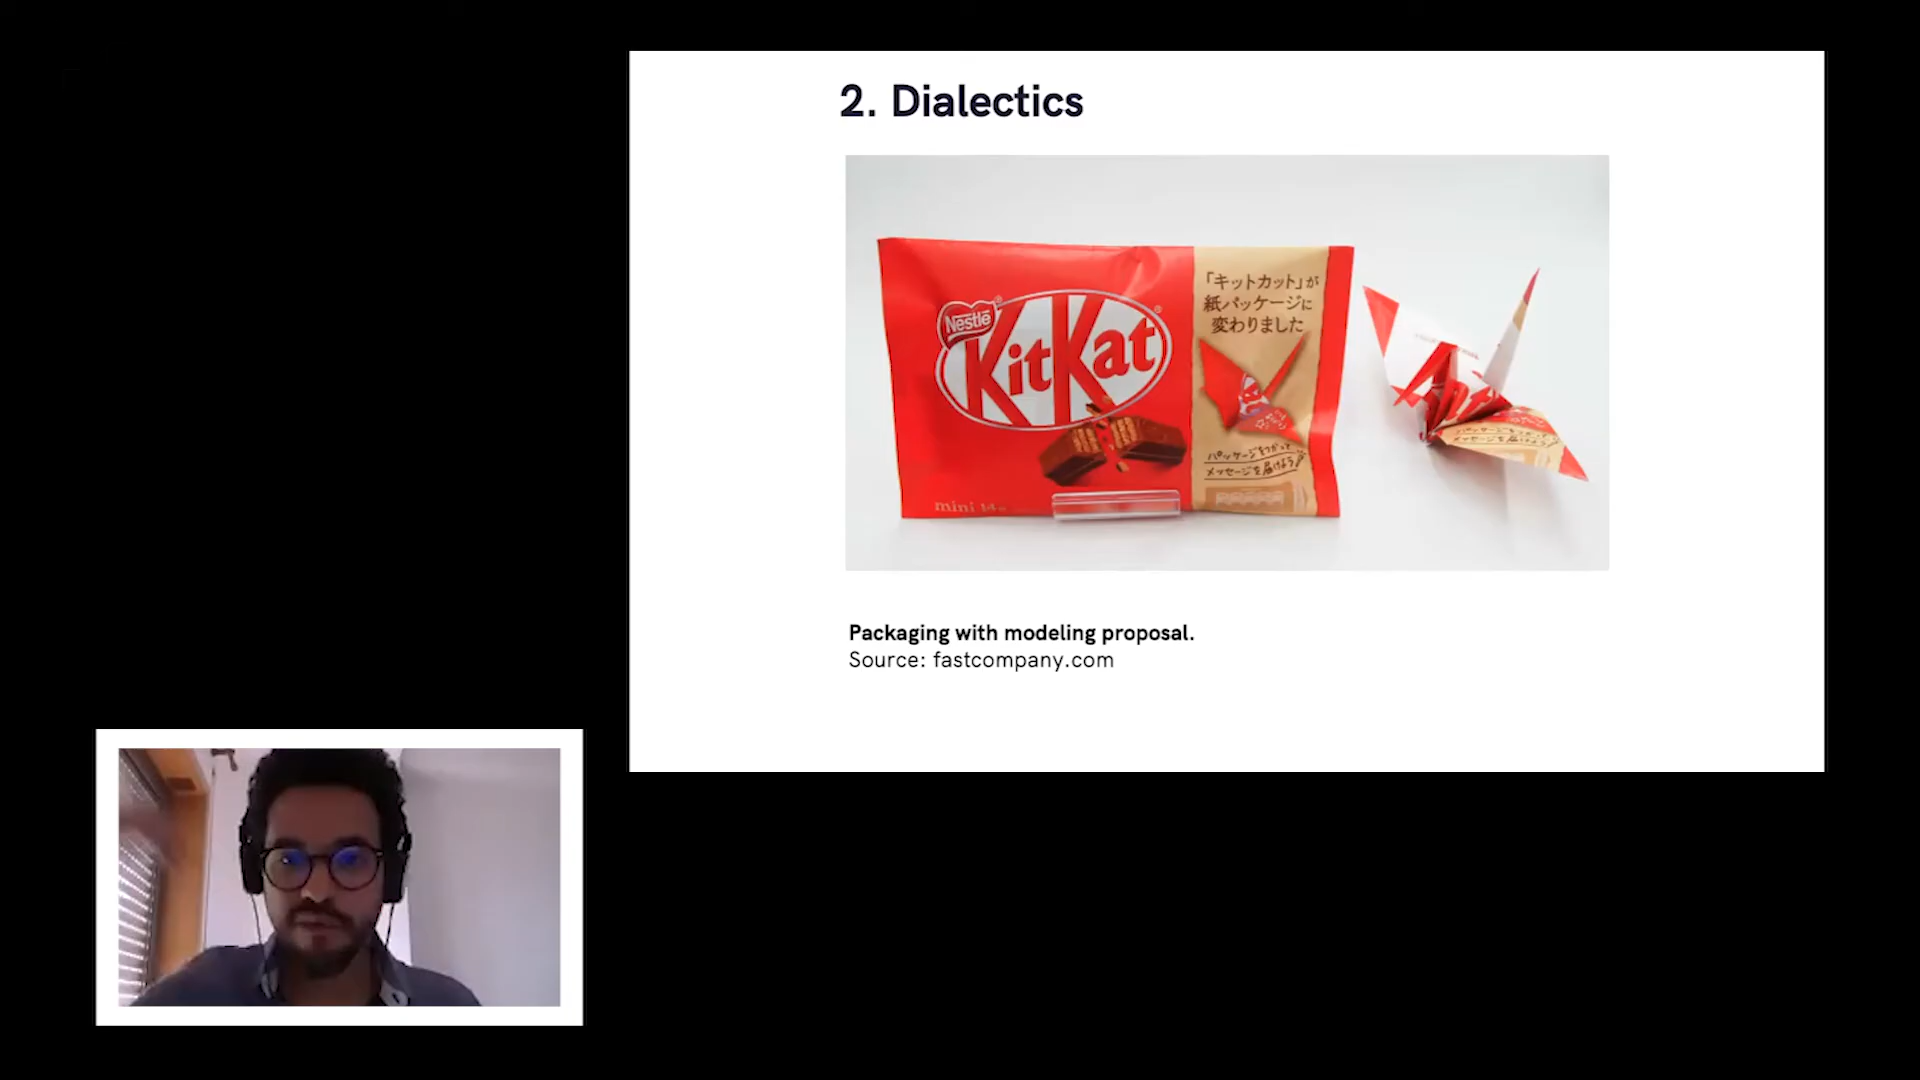 2. Dialectics
Nestlé
KitKat
「キットカット」が
紙パッケージに
変わりました
パッケージをつかって
メッセージを届けよう
mini
Packaging with modeling proposal.
Source: fastcompany.com